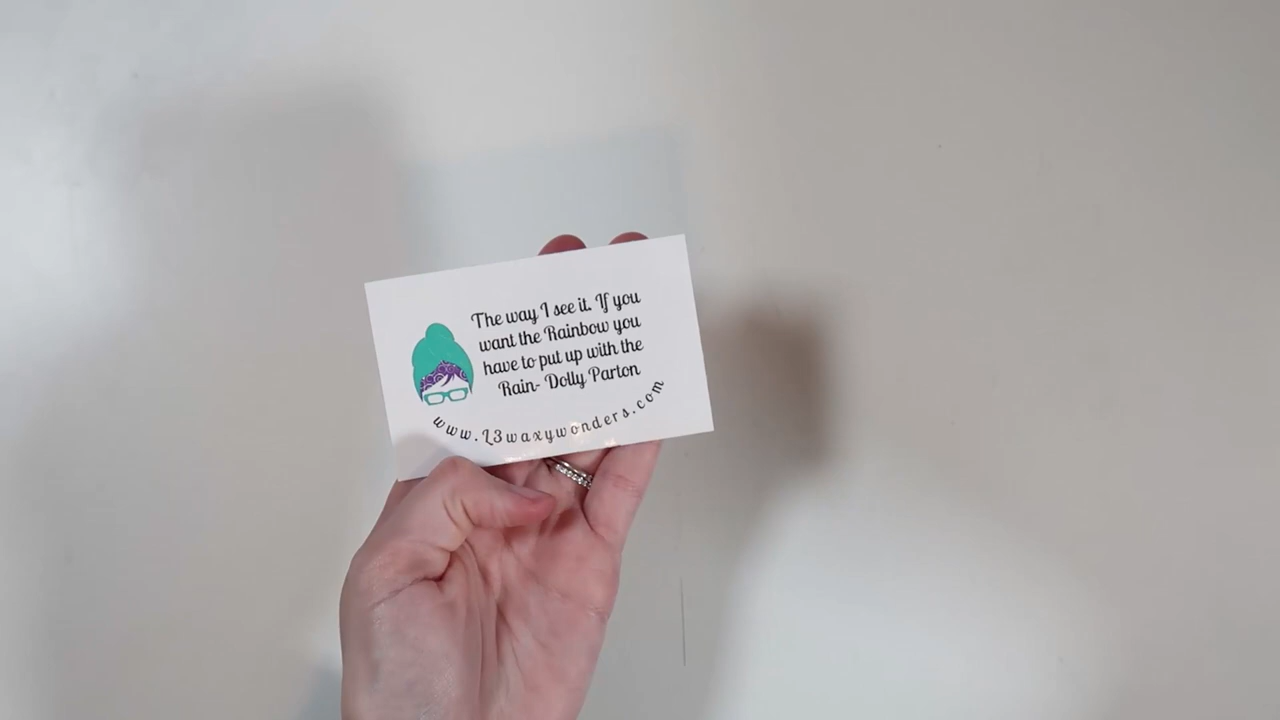 The way I see it. If you
want the Rainbow you
have to put up with the
Rain- Dolly Parton
www.L3waxywonders.com